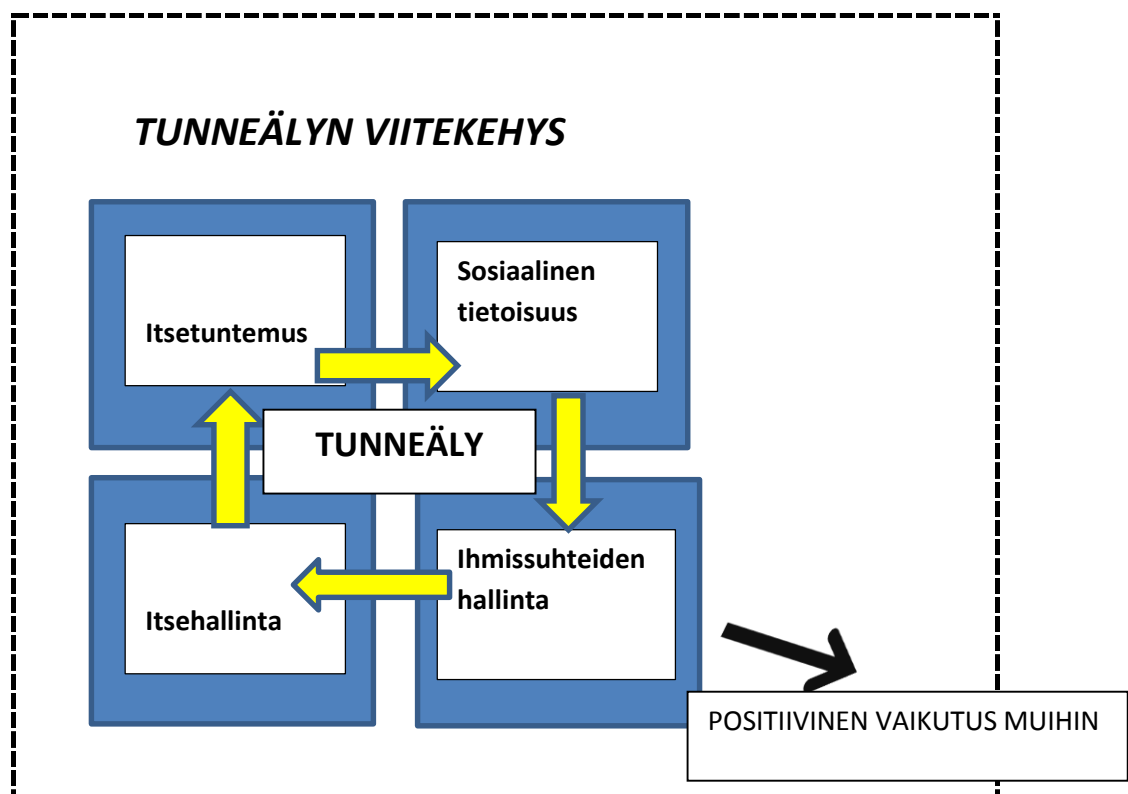 TUNNEÄLYN VIITEKEHYS
Itsetuntemus
Sosiaalinen
tietoisuus
TUNNEÄLY
Itsehallinta
Ihmissuhteiden
hallinta
POSITIIVINEN VAIKUTUS MUIHIN